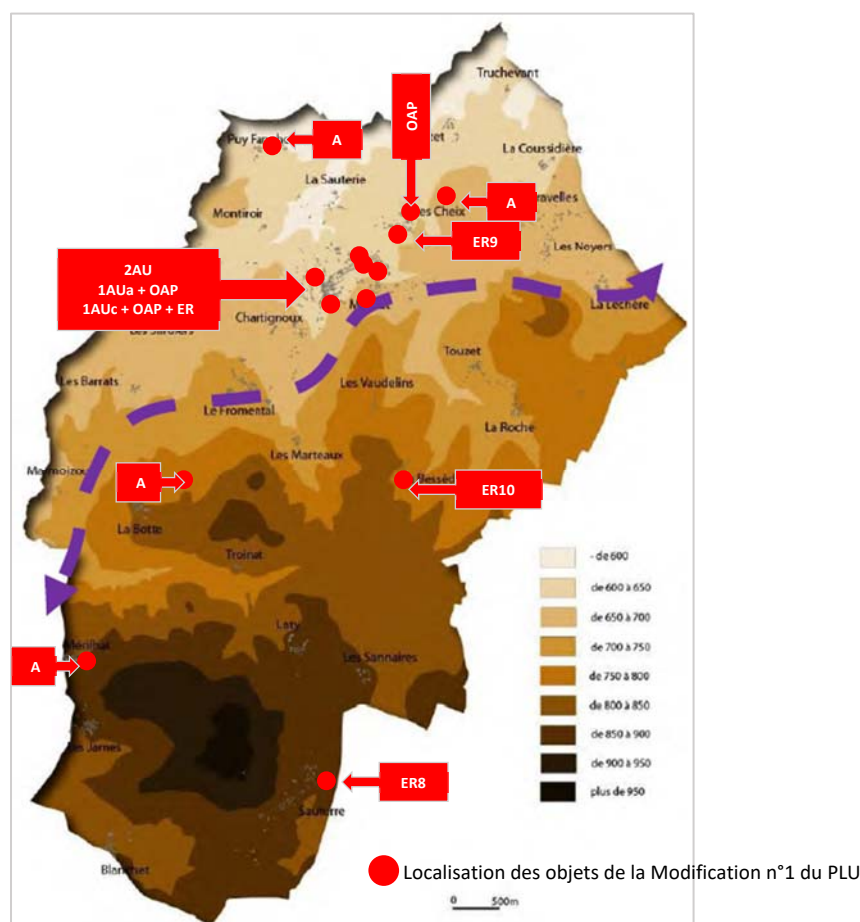 Truchevant
OAP
A
La Coussidière
La Sauterie
Montiroir
Les Cheix
A
ER9
Les Noyers
2AU
1AUa + OAP
1AUc + OAP + ER
La Lechère
Chartignoux
Touzet
Les Barrats
Les Vaudelins
Le Fromental
La Roche
Les Marteaux
A
ER10
La Botte
Troinat
- de 600
de 600 à 650
de 650 à 700
de 700 à 750
de 750 à 800
de 800 à 850
de 850 à 900
de 900 à 950
plus de 950
Laty
Les Sannaires
A
ER8
Sauterre
Blanchet
Localisation des objets de la Modification n°1 du PLU
0 500m